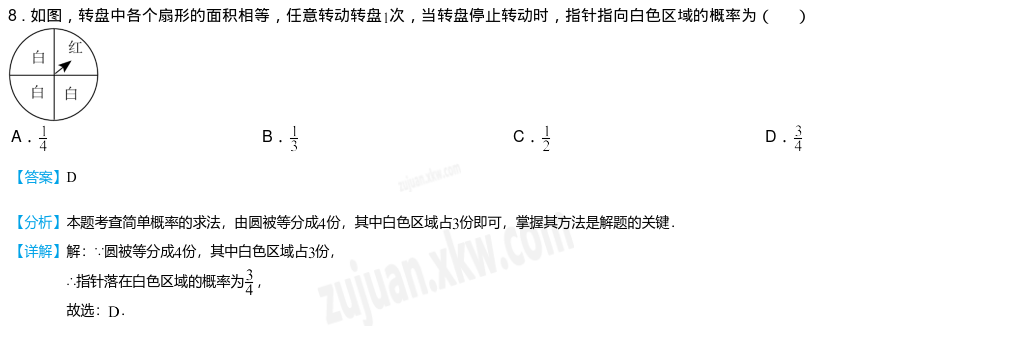 8．如图，转盘中各个扇形的面积相等，任意转动转盘1次，当转盘停止转动时，指针指向白色区域的概率为（　　）
白 红
白 白
A．1/4 B．1/3 C．1/2 D．3/4
【答案】D
【分析】本题考查简单概率的求法，由圆被等分成4份，其中白色区域占3份即可，掌握其方法是解题的关键．
【详解】解：∵圆被等分成4份，其中白色区域占3份，
∴指针落在白色区域的概率为3/4，
故选：D．
zujuan.xkw.com
zujuan.xkw.com